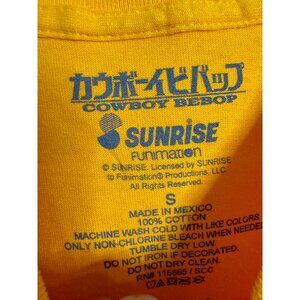 カウボーイビバップ
COWBOY BEBOP
SUNRISE
FUNIMATION
© SUNRISE. Licensed by SUNRISE
to Funimation® Productions, LLC.
All Rights Reserved.
S
MADE IN MEXICO
100% COTTON
MACHINE WASH COLD WITH LIKE COLORS
ONLY NON-CHLORINE BLEACH WHEN NEEDED
TUMBLE DRY LOW.
DO NOT IRON IF DECORATED.
DO NOT DRY CLEAN.
RN# 115665 / SCC